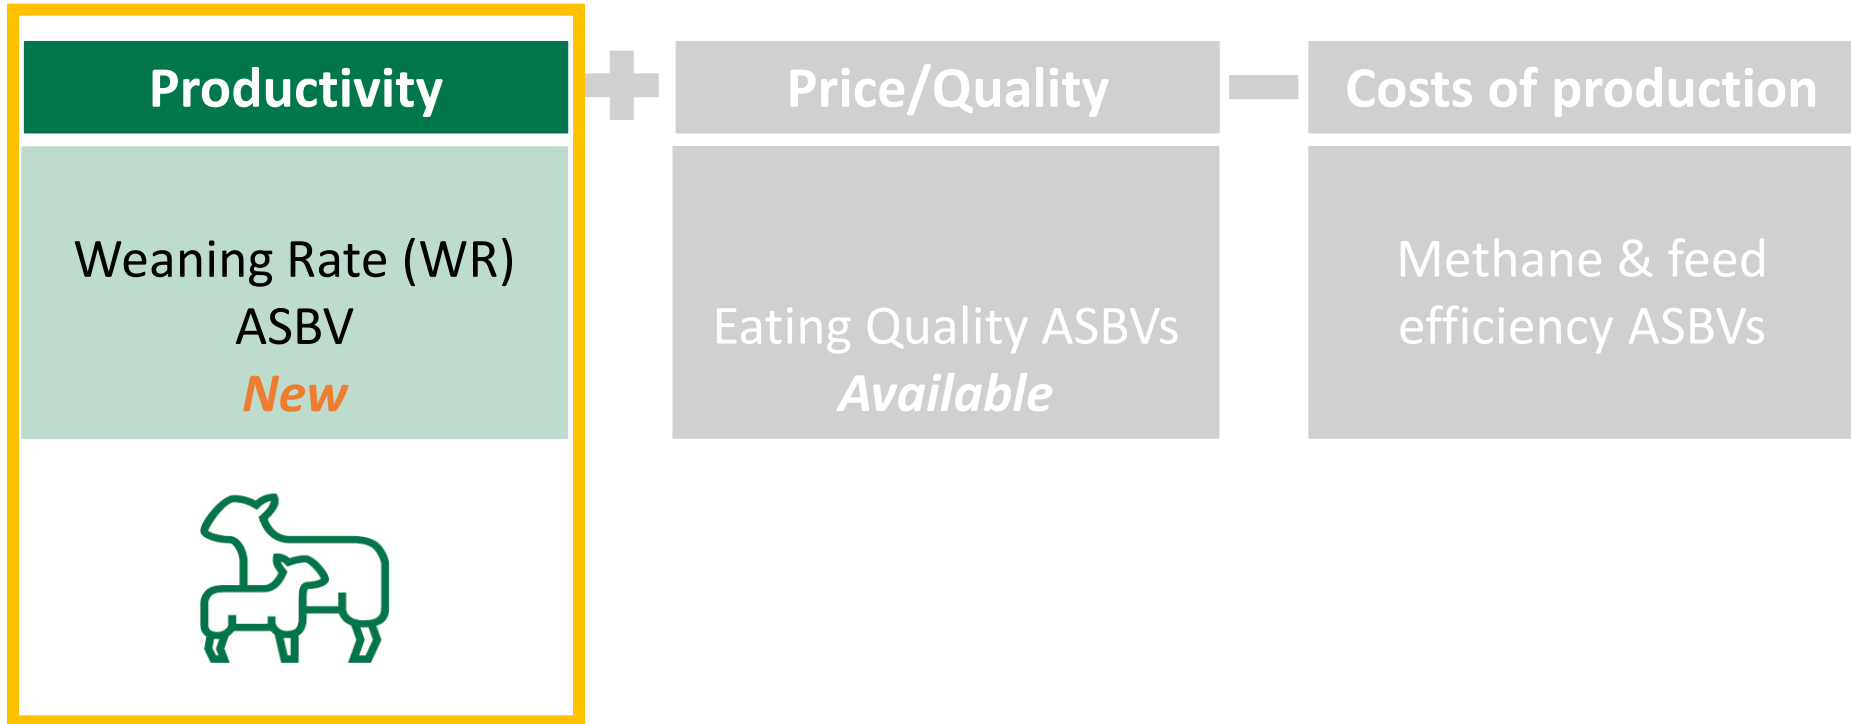 Productivity
Weaning Rate (WR)
ASBV
New
Price/Quality
Eating Quality ASBVs
Available
Costs of production
Methane & feed
efficiency ASBVs